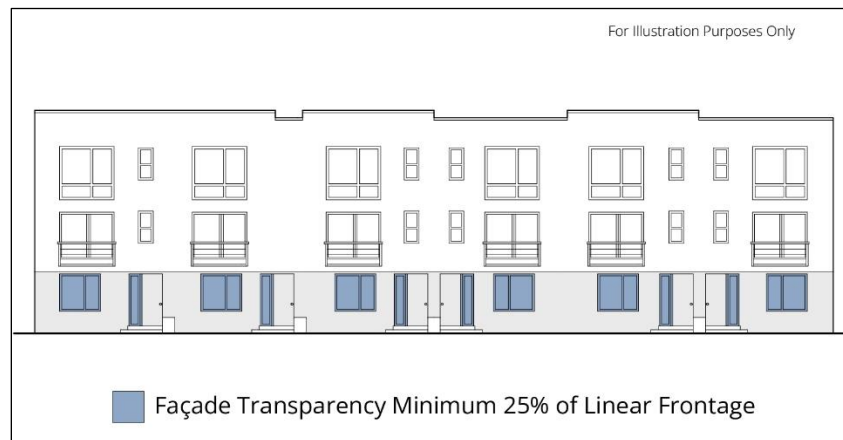 For Illustration Purposes Only
Façade Transparency Minimum 25% of Linear Frontage